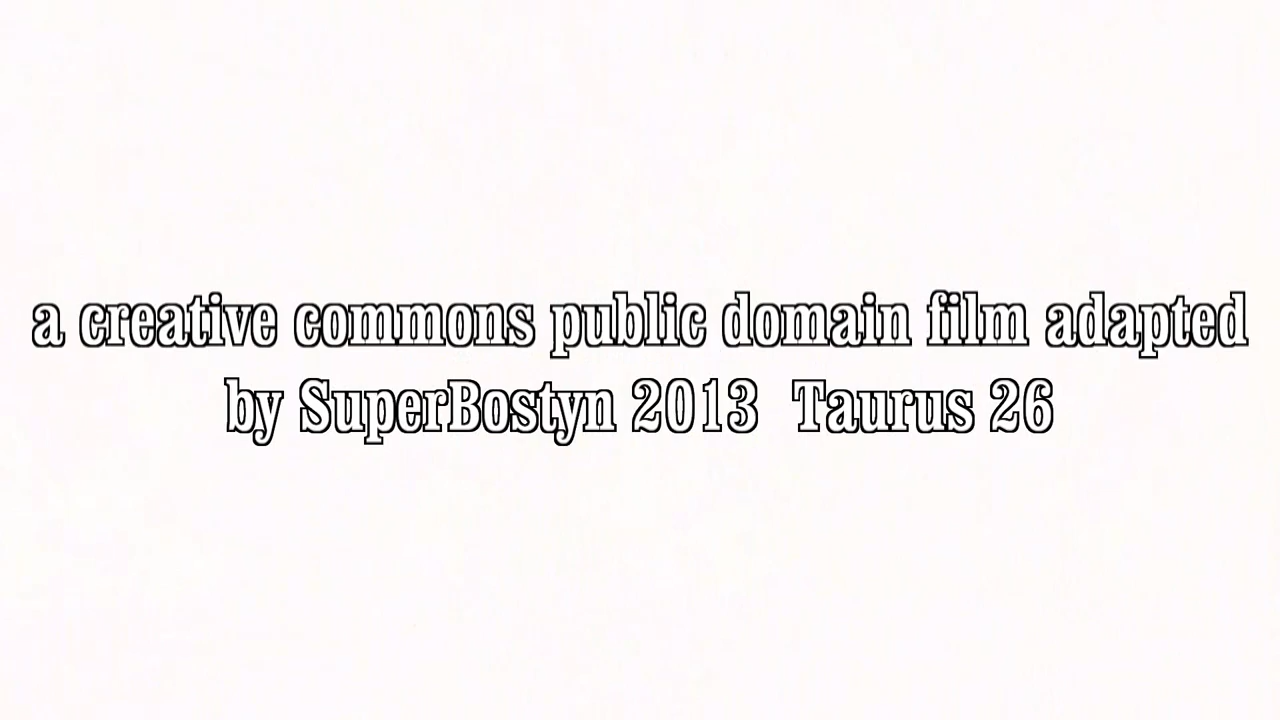 a creative commons public domain film adapted
by SuperBostyn 2013  Taurus 26